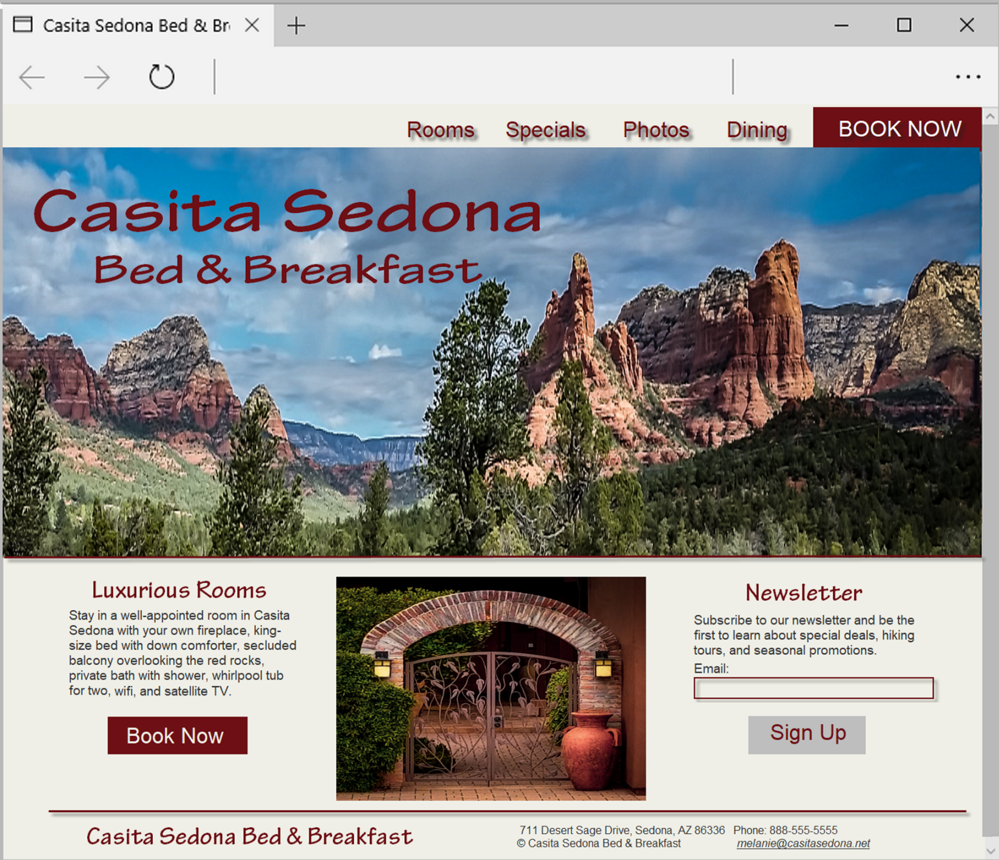 Casita Sedona Bed & Br
Rooms Specials Photos Dining BOOK NOW
Casita Sedona
Bed & Breakfast
Luxurious Rooms
Stay in a well-appointed room in Casita
Sedona with your own fireplace, king-
size bed with down comforter, secluded
balcony overlooking the red rocks,
private bath with shower, whirlpool tub
for two, wifi, and satellite TV.
Book Now
Newsletter
Subscribe to our newsletter and be the
first to learn about special deals, hiking
tours, and seasonal promotions.
Email:
Sign Up
Casita Sedona Bed & Breakfast
711 Desert Sage Drive, Sedona, AZ 86336 Phone: 888-555-5555
© Casita Sedona Bed & Breakfast melanie@casitasedona.net